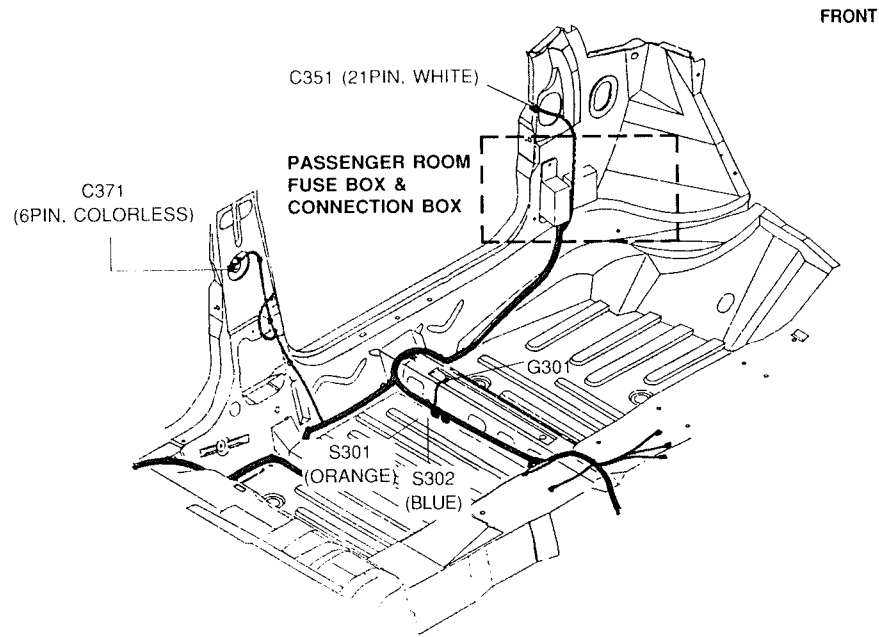 FRONT
C351 (21PIN. WHITE)
PASSENGER ROOM
FUSE BOX &
CONNECTION BOX
C371
(6PIN. COLORLESS)
G301
S301
(ORANGE)
S302
(BLUE)